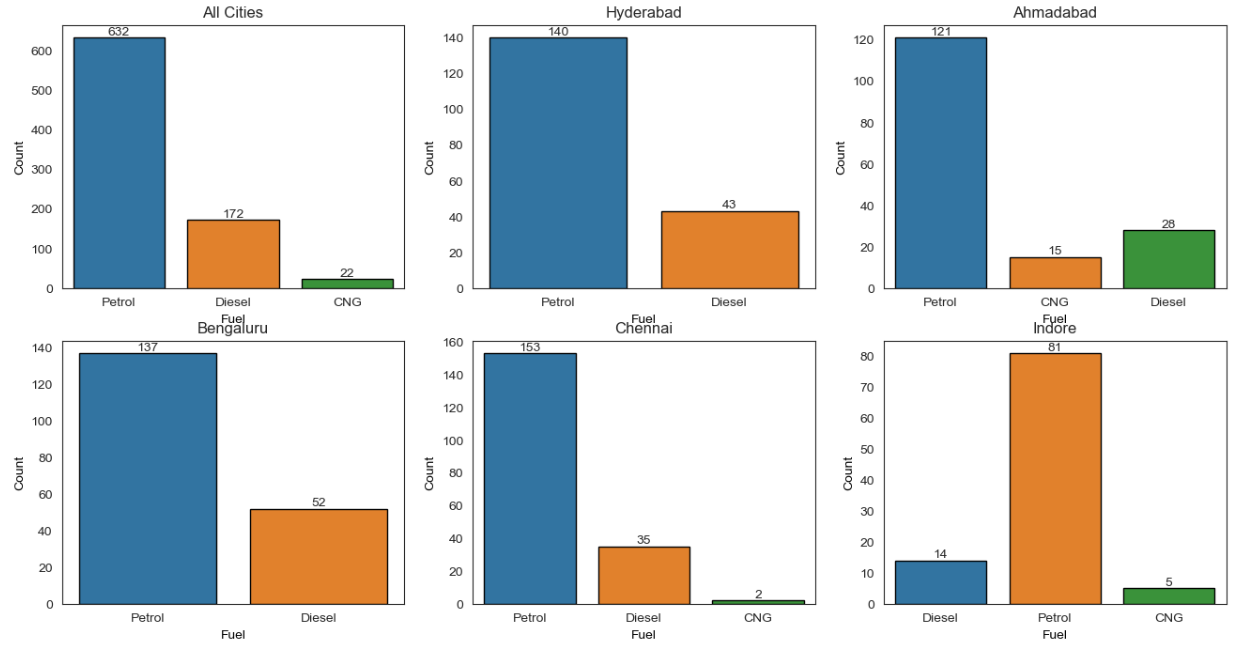 All Cities
632
172
22
600
500
400
300
200
100
0
Count
Petrol Diesel CNG
Fuel
Hyderabad
140
43
140
120
100
80
60
40
20
0
Count
Petrol Diesel
Fuel
Ahmadabad
121
15
28
120
100
80
60
40
20
0
Count
Petrol CNG Diesel
Fuel
Bengaluru
137
52
140
120
100
80
60
40
20
0
Count
Petrol Diesel
Fuel
Chennai
153
35
2
160
140
120
100
80
60
40
20
0
Count
Petrol Diesel CNG
Fuel
Indore
14
81
5
80
70
60
50
40
30
20
10
0
Count
Diesel Petrol CNG
Fuel